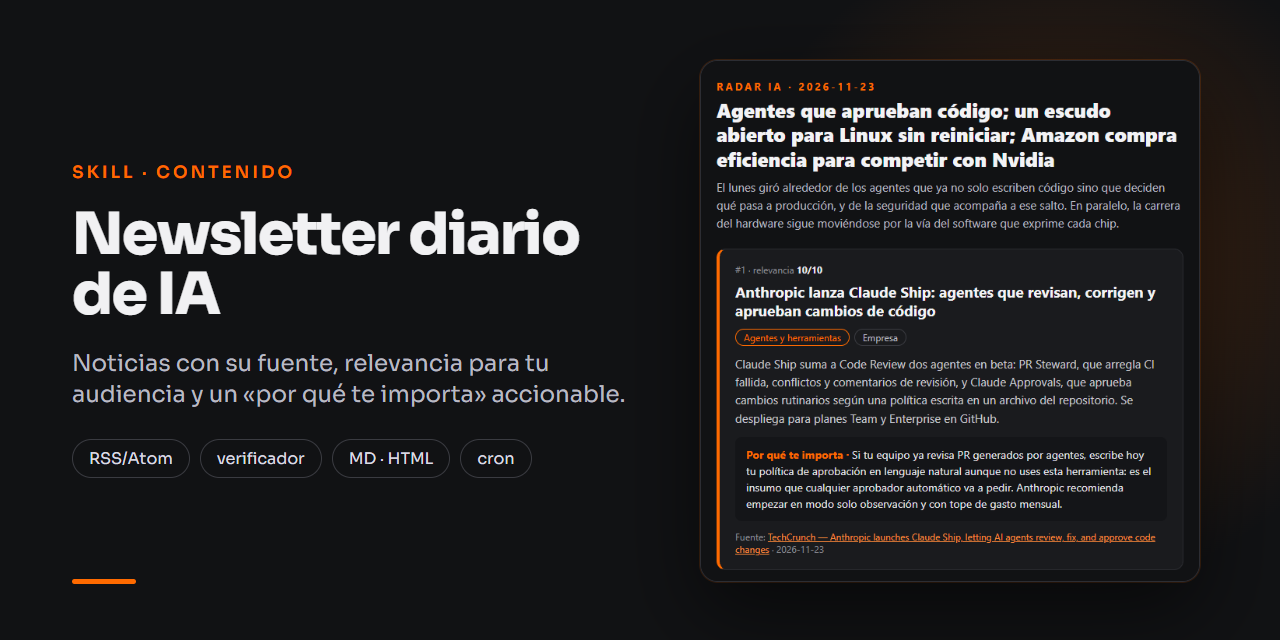 SKILL · CONTENIDO
Newsletter diario
de IA
Noticias con su fuente, relevancia para tu
audiencia y un «por qué te importa» accionable.
RSS/Atom
verificador
MD · HTML
cron
RADAR IA · 2026-11-23
Agentes que aprueban código; un escudo
abierto para Linux sin reiniciar; Amazon compra
eficiencia para competir con Nvidia
El lunes giró alrededor de los agentes que ya no solo escriben código sino que deciden
qué pasa a producción, y de la seguridad que acompaña a ese salto. En paralelo, la carrera
del hardware sigue moviéndose por la vía del software que exprime cada chip.
#1 · relevancia 10/10
Anthropic lanza Claude Ship: agentes que revisan, corrigen y
aprueban cambios de código
Agentes y herramientas
Empresa
Claude Ship suma a Code Review dos agentes en beta: PR Steward, que arregla CI
fallida, conflictos y comentarios de revisión, y Claude Approvals, que aprueba
cambios rutinarios según una política escrita en un archivo del repositorio. Se
despliega para planes Team y Enterprise en GitHub.
Por qué te importa · Si tu equipo ya revisa PR generados por agentes, escribe hoy
tu política de aprobación en lenguaje natural aunque no uses esta herramienta: es el
insumo que cualquier aprobador automático va a pedir. Anthropic recomienda
empezar en modo solo observación y con tope de gasto mensual.
Fuente: TechCrunch — Anthropic launches Claude Ship, letting AI agents review, fix, and approve code
changes · 2026-11-23